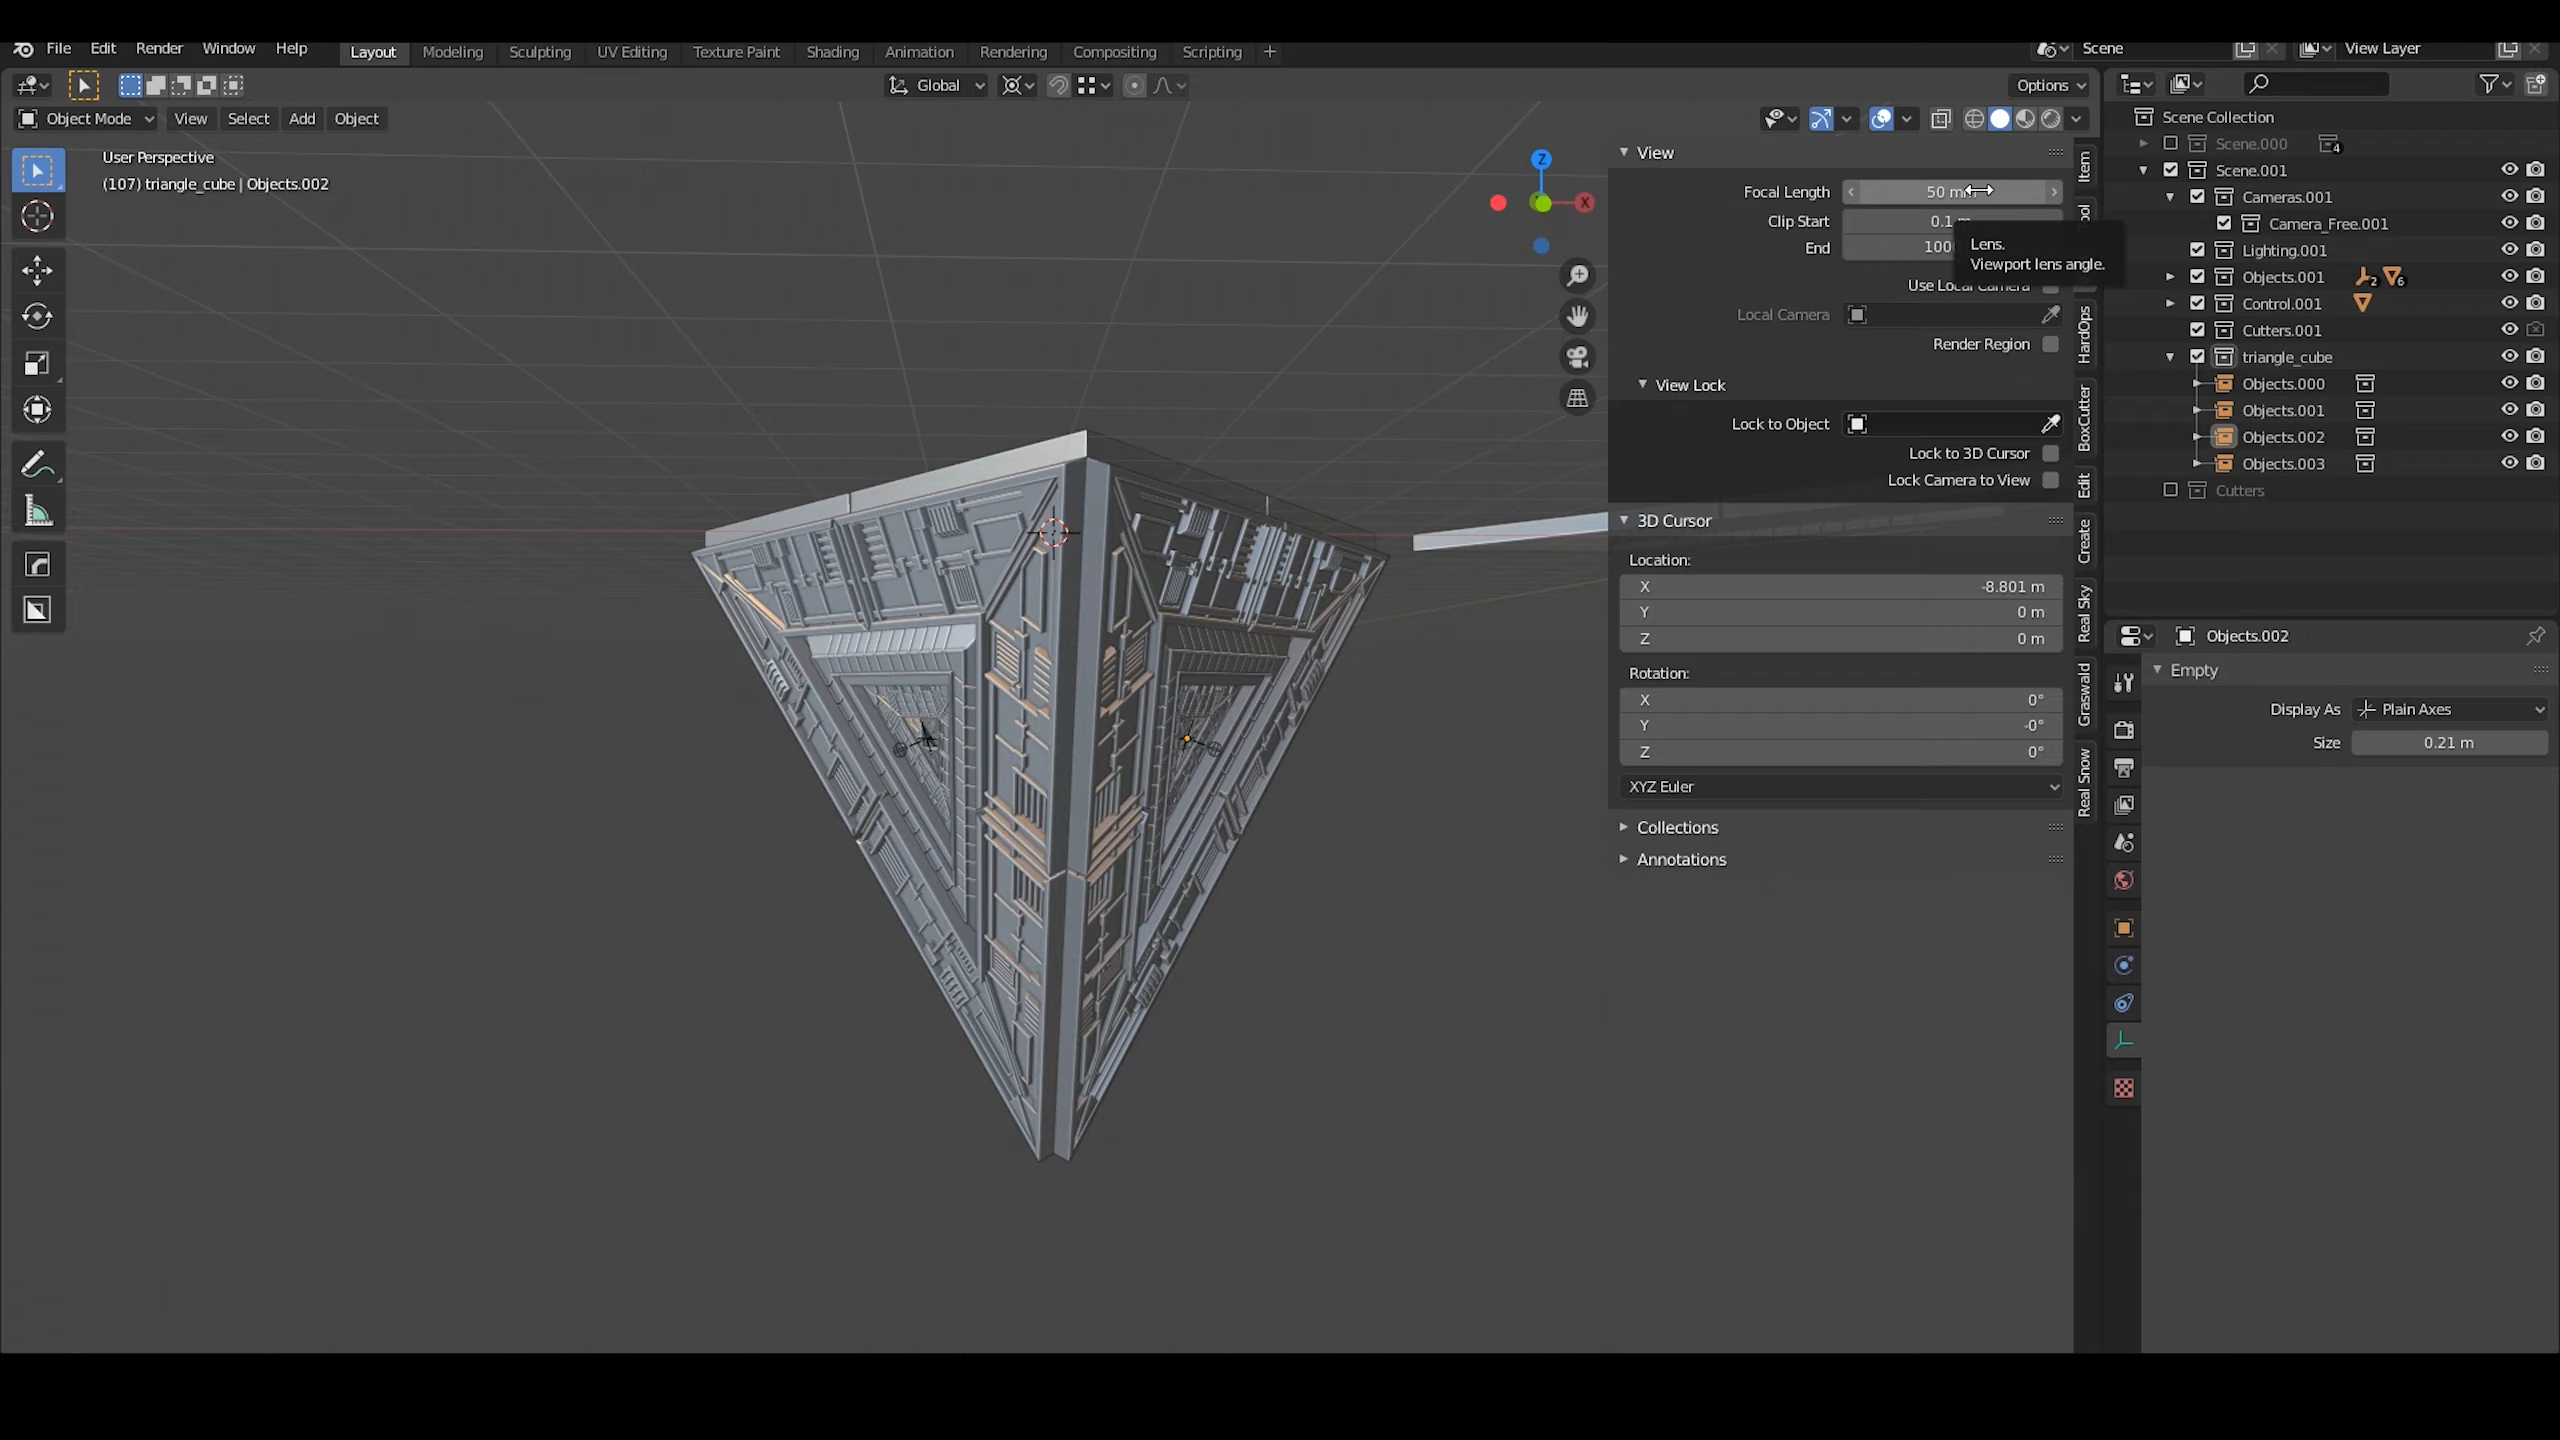 File Edit Render Window Help Layout Modeling Sculpting UV Editing Texture Paint Shading Animation Rendering Compositing Scripting + Scene View Layer
Global Options
Object Mode View Select Add Object
User Perspective
(107) triangle_cube | Objects.002
Z
X
View
Focal Length 50 m
Clip Start 0.1
End 100
Lens.
Viewport lens angle.
Use Local Camera
Local Camera
Render Region
View Lock
Lock to Object
Lock to 3D Cursor
Lock Camera to View
3D Cursor
Location:
X -8.801 m
Y 0 m
Z 0 m
Rotation:
X 0°
Y -0°
Z 0°
XYZ Euler
Collections
Annotations
Item
HardOps
BoxCutter
Edit
Create
Real Sky
Graswald
Real Snow
Scene Collection
Scene.000 4
Scene.001
Cameras.001
Camera_Free.001
Lighting.001
Objects.001 2 6
Control.001
Cutters.001
triangle_cube
Objects.000
Objects.001
Objects.002
Objects.003
Cutters
Objects.002
Empty
Display As Plain Axes
Size 0.21 m